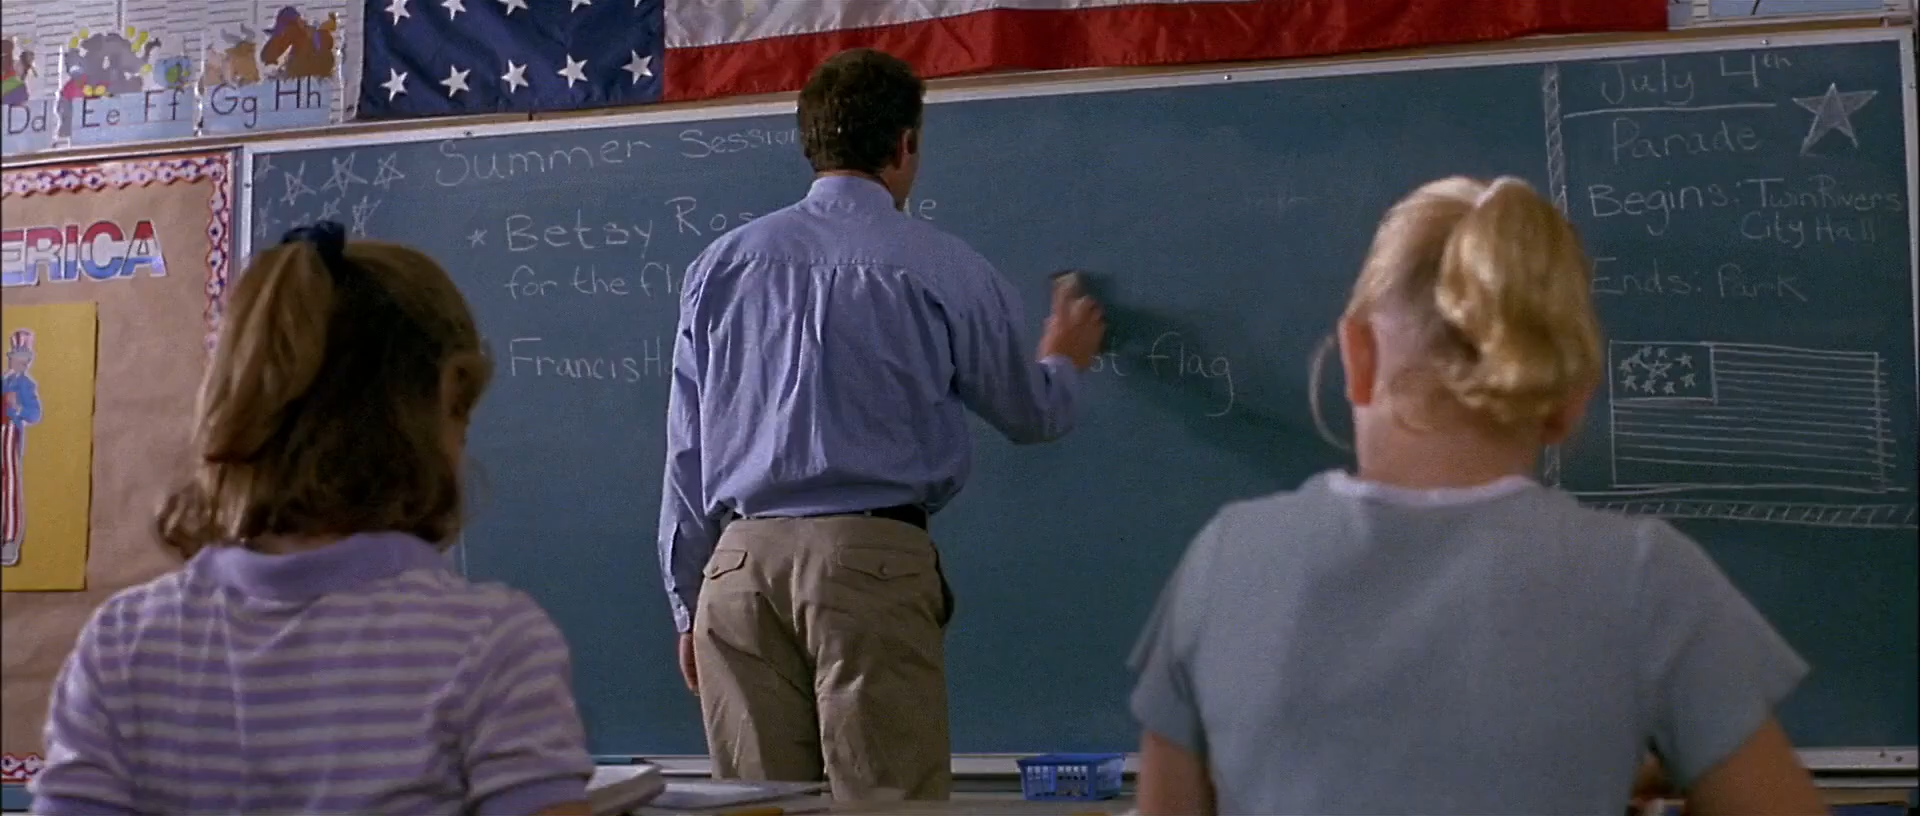 Dd Ee Ff Gg Hh
ERICA
Summer Session
* Betsy Ros
for the fl
Francis H
flag
July 4th
Parade
Begins: Twin Rivers
City Hall
Ends: Park